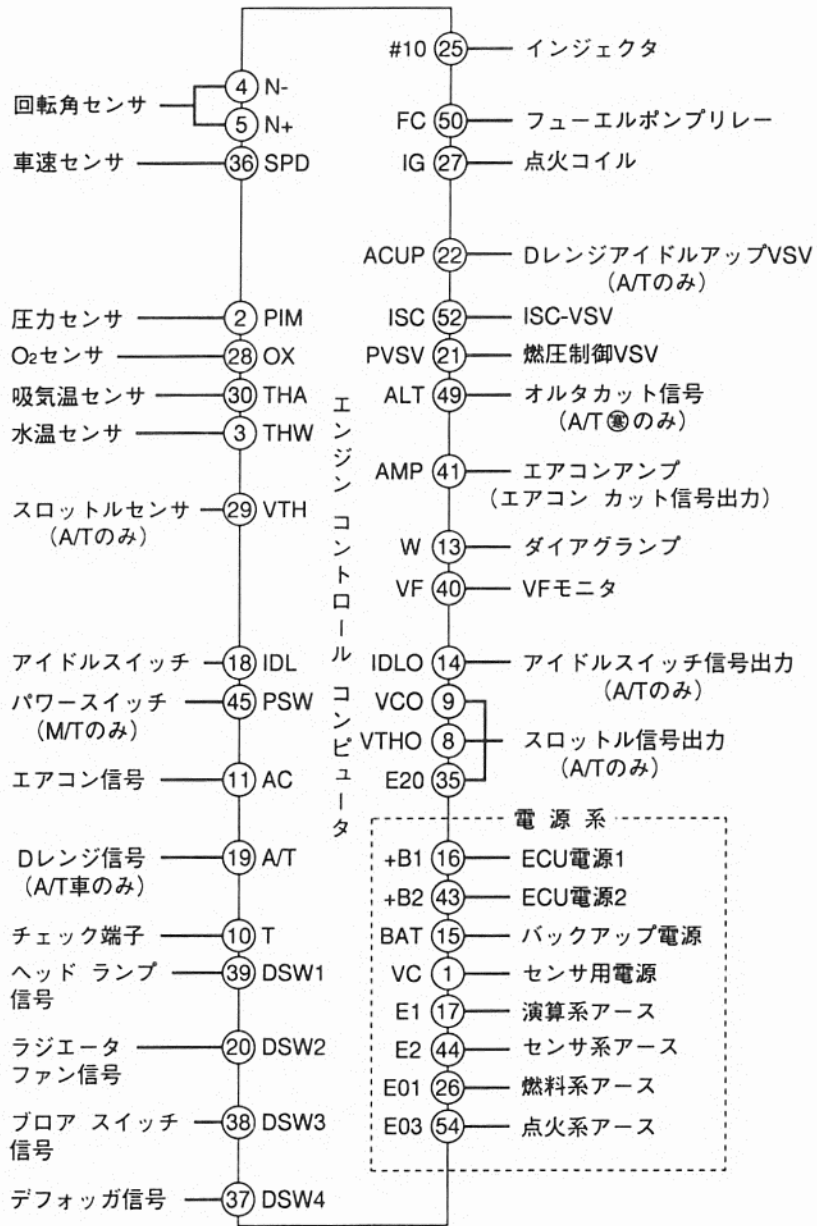 回転角センサ
4 N-
5 N+
車速センサ 36 SPD
圧力センサ 2 PIM
O2センサ 28 OX
吸気温センサ 30 THA
水温センサ 3 THW
スロットルセンサ 29 VTH
(A/Tのみ)
アイドルスイッチ 18 IDL
パワースイッチ 45 PSW
(M/Tのみ)
エアコン信号 11 AC
Dレンジ信号 19 A/T
(A/T車のみ)
チェック端子 10 T
ヘッド ランプ 39 DSW1
信号
ラジエータ 20 DSW2
ファン信号
ブロア スイッチ 38 DSW3
信号
デフォッガ信号 37 DSW4
エンジン コントロール コンピュータ
#10 25 インジェクタ
FC 50 フューエルポンプリレー
IG 27 点火コイル
ACUP 22 DレンジアイドルアップVSV
(A/Tのみ)
ISC 52 ISC-VSV
PVSV 21 燃圧制御VSV
ALT 49 オルタカット信号
(A/T寒のみ)
AMP 41 エアコンアンプ
(エアコン カット信号出力)
W 13 ダイアグランプ
VF 40 VFモニタ
IDLO 14 アイドルスイッチ信号出力
(A/Tのみ)
VCO 9
VTHO 8 スロットル信号出力
(A/Tのみ)
E20 35
電 源 系
+B1 16 ECU電源1
+B2 43 ECU電源2
BAT 15 バックアップ電源
VC 1 センサ用電源
E1 17 演算系アース
E2 44 センサ系アース
E01 26 燃料系アース
E03 54 点火系アース